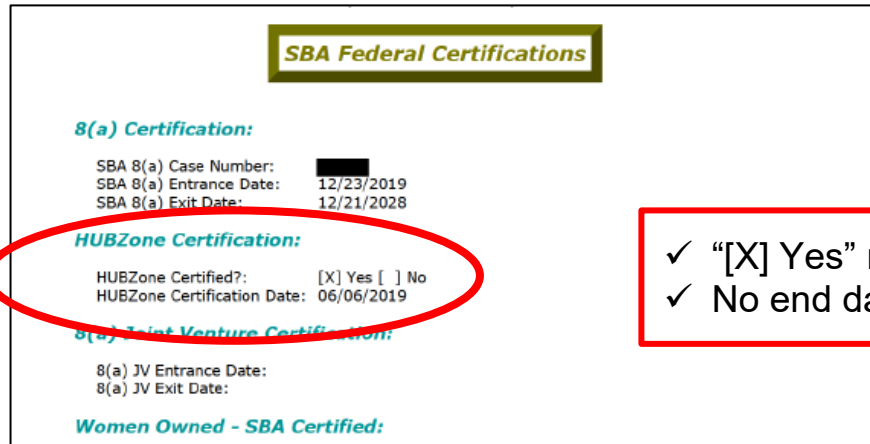 SBA Federal Certifications
8(a) Certification:
SBA 8(a) Case Number:
SBA 8(a) Entrance Date: 12/23/2019
SBA 8(a) Exit Date: 12/21/2028
HUBZone Certification:
HUBZone Certified?: [X] Yes [ ] No
HUBZone Certification Date: 06/06/2019
8(a) Joint Venture Certification:
8(a) JV Entrance Date:
8(a) JV Exit Date:
Women Owned - SBA Certified:
✓ “[X] Yes”
✓ No end